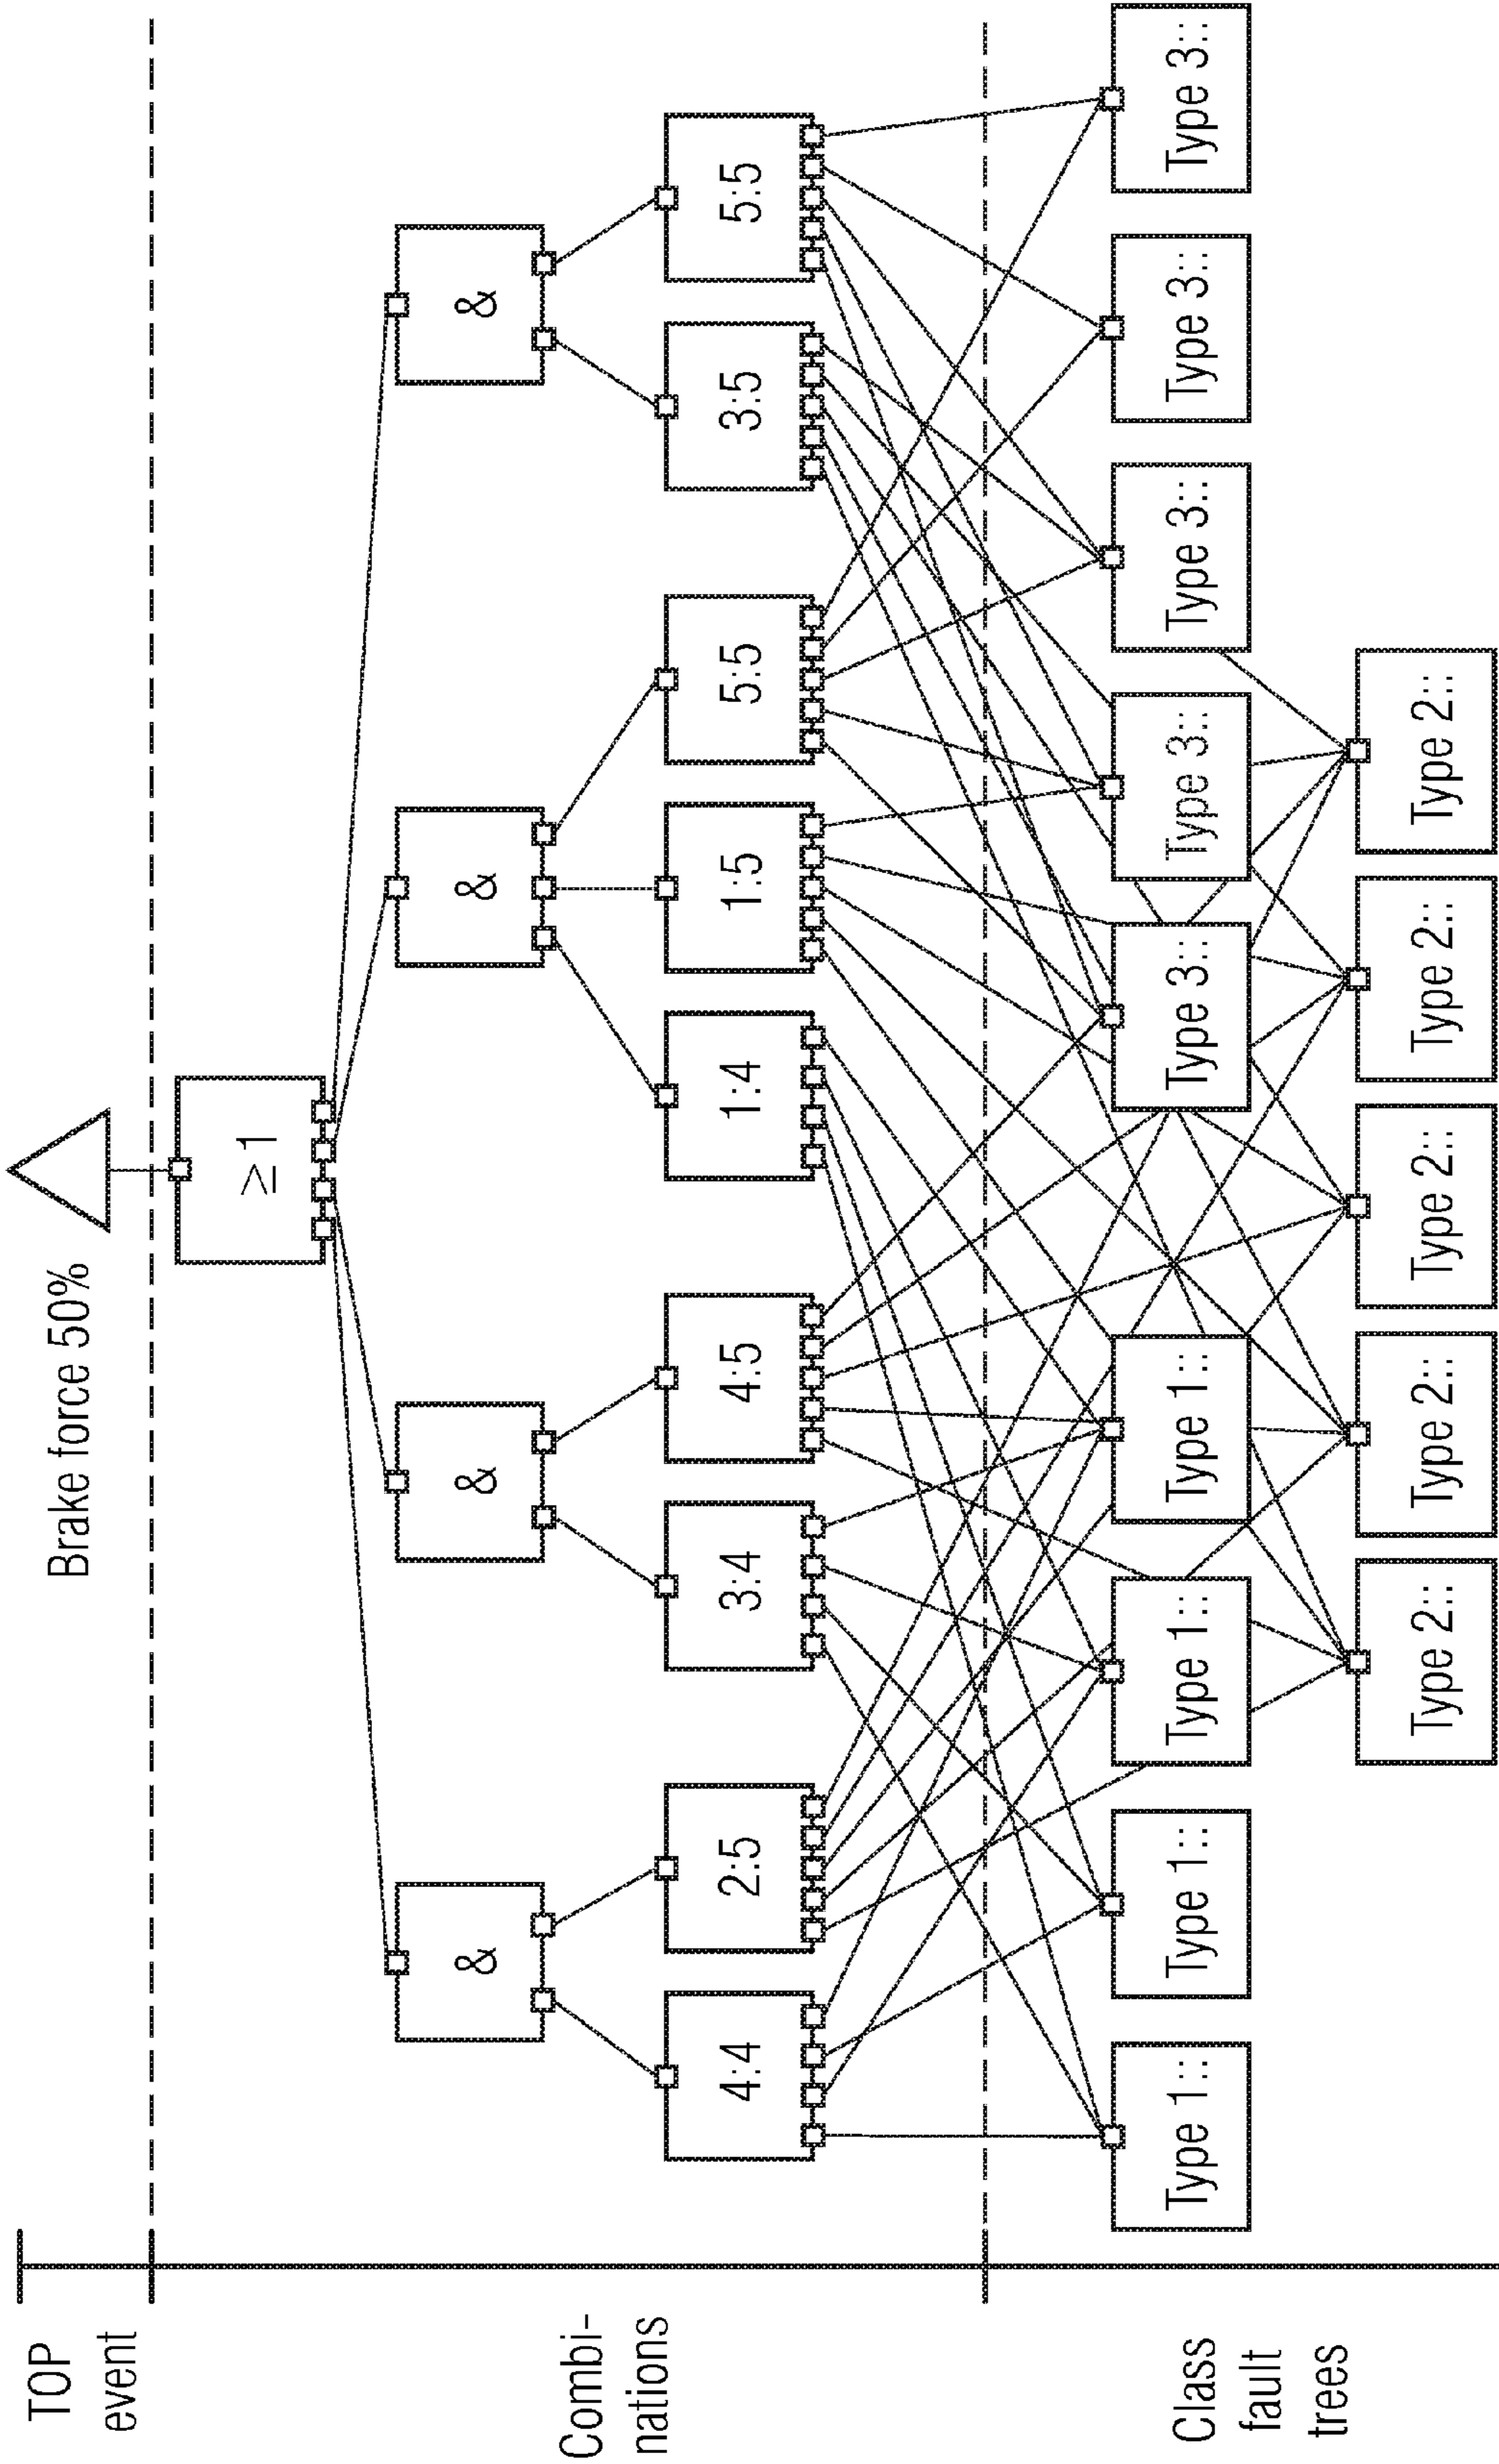 TOP
event
Brake force 50%
≥1
&
&
&
&
Combi-
nations
4:4
2:5
3:4
4:5
1:4
1:5
5:5
3:5
5:5
Class
fault
trees
Type 1::
Type 1::
Type 1::
Type 1::
Type 3::
Type 3::
Type 3::
Type 3::
Type 3::
Type 2::
Type 2::
Type 2::
Type 2::
Type 2::